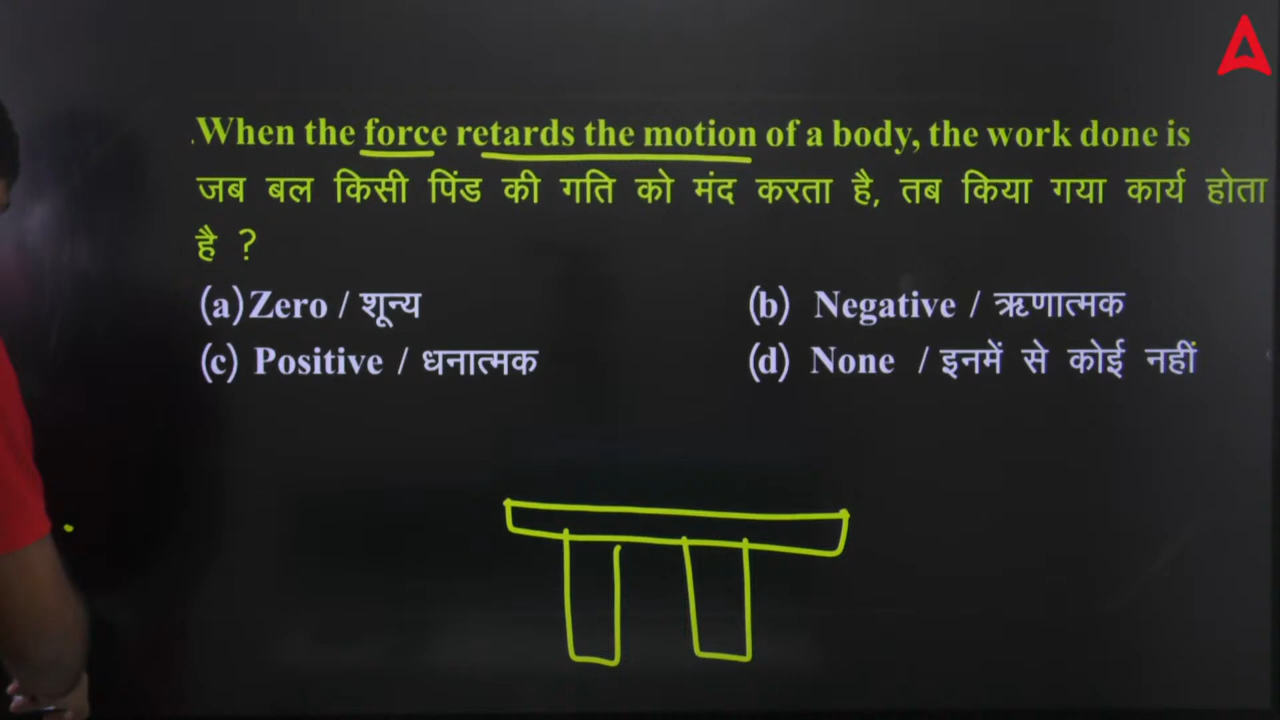 .When the force retards the motion of a body, the work done is
जब बल किसी पिंड की गति को मंद करता है, तब किया गया कार्य होता
है ?
(a) Zero / शून्य (b) Negative / ऋणात्मक
(c) Positive / धनात्मक (d) None / इनमें से कोई नहीं